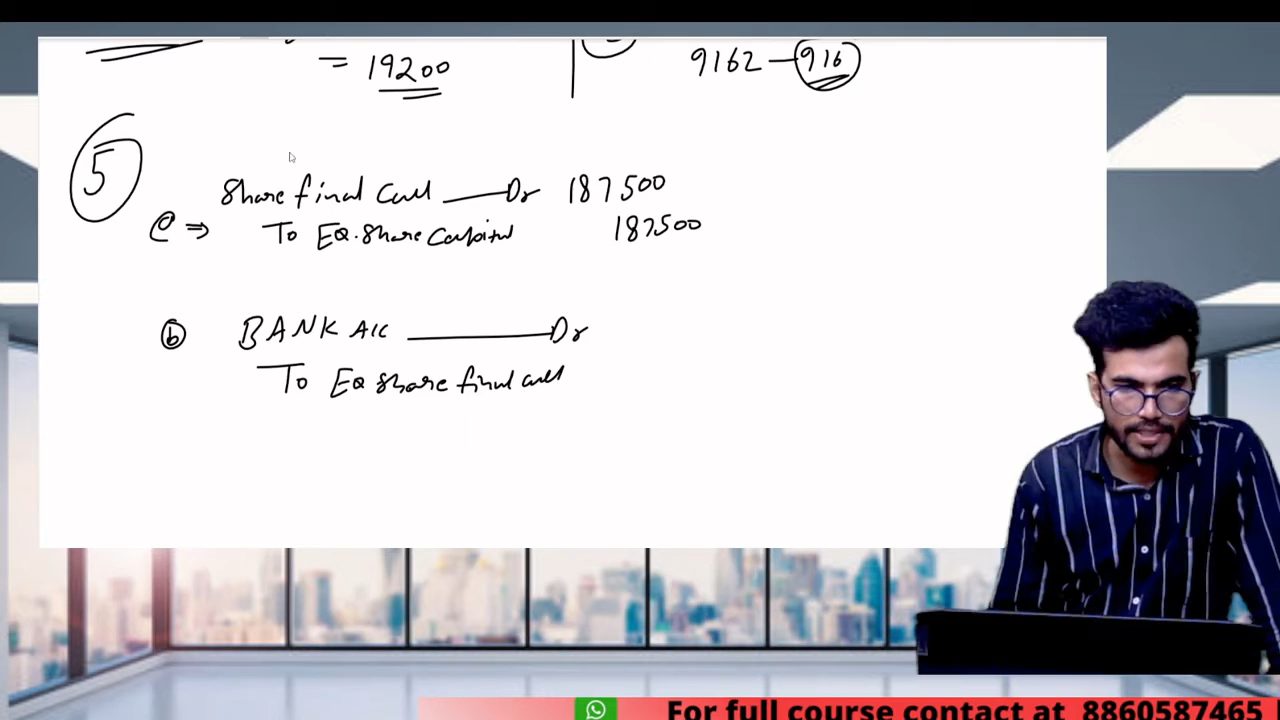 = 19200
9162 — 916
5
Share final Call —— Dr 187500
@ ⇒ To EQ. Share Capital 187500
(b) BANK A/C ———— Dr
To EQ Share final call
For full course contact at 8860587465